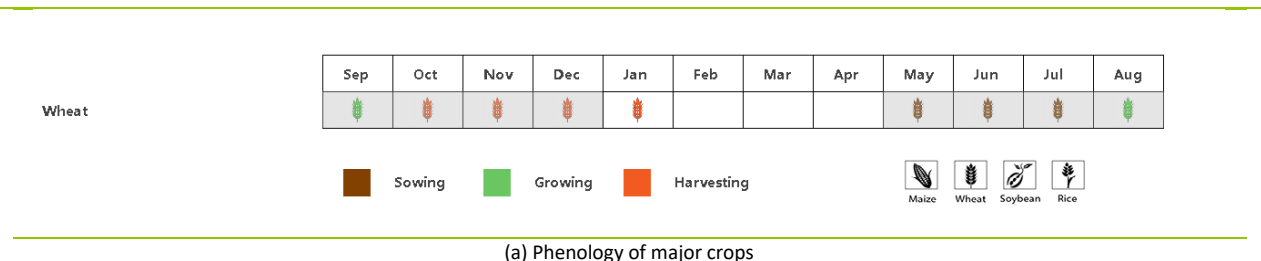 Sep Oct Nov Dec Jan Feb Mar Apr May Jun Jul Aug
Wheat
Sowing Growing Harvesting
Maize Wheat Soybean Rice
(a) Phenology of major crops